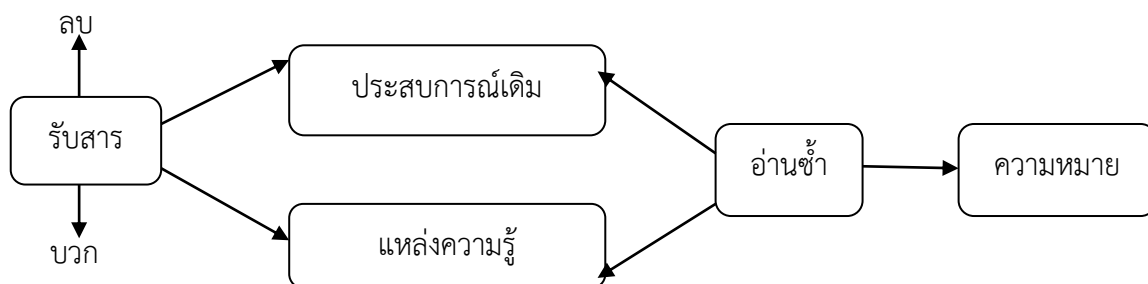 ลบ
ประสบการณ์เดิม
รับสาร
อ่านซ้ำ
ความหมาย
แหล่งความรู้
บวก